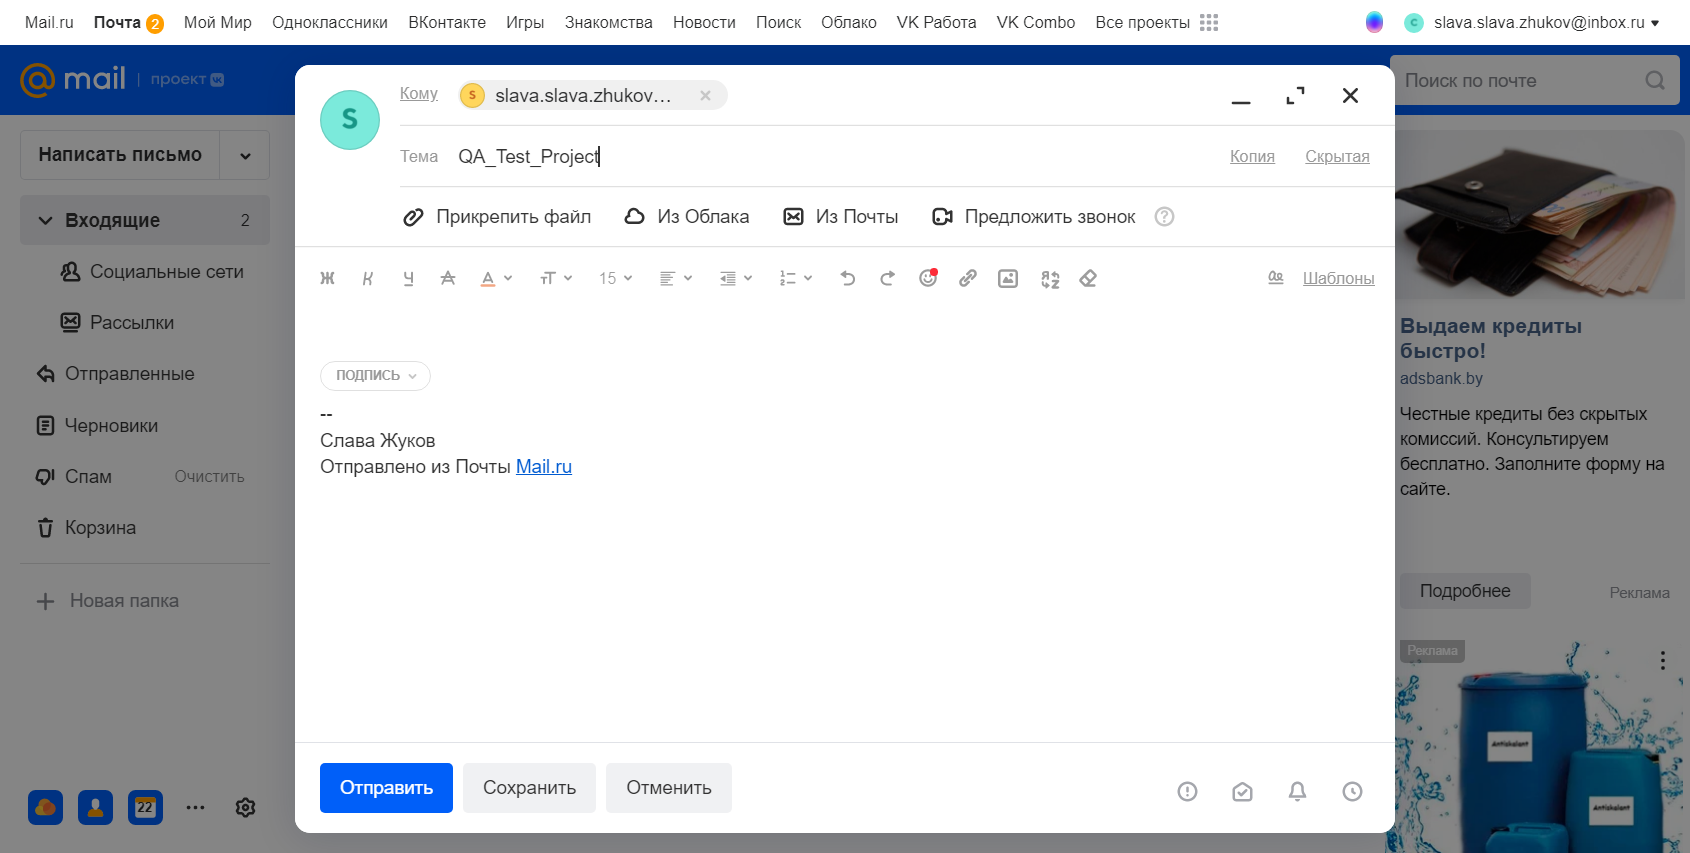 Mail.ru Почта 2 Мой Мир Одноклассники ВКонтакте Игры Знакомства Новости Поиск Облако VK Работа VK Combo Все проекты c slava.slava.zhukov@inbox.ru
@mail | проект
Поиск по почте
Написать письмо
Входящие 2
Социальные сети
Рассылки
Отправленные
Черновики
Спам Очистить
Корзина
Новая папка
22
S
Кому S slava.slava.zhukov...
Тема QA_Test_Project Копия Скрытая
Прикрепить файл Из Облака Из Почты Предложить звонок ?
Ж К Ч А А тТ 15 Шаблоны
ПОДПИСЬ
--
Слава Жуков
Отправлено из Почты Mail.ru
Отправить Сохранить Отменить
Выдаем кредиты
быстро!
adsbank.by
Честные кредиты без скрытых
комиссий. Консультируем
бесплатно. Заполните форму на
сайте.
Подробнее Реклама
Реклама
Antiskalant
Antiskalant